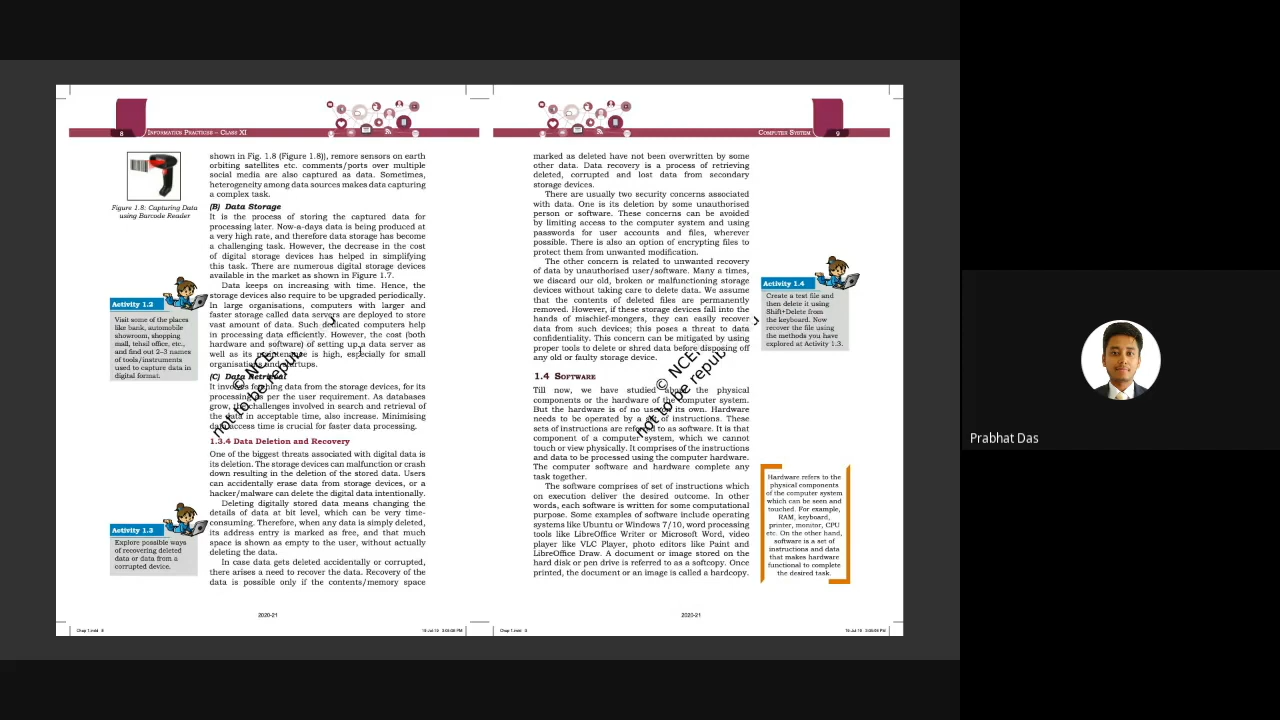 8
Informatics Practices – Class XI
Figure 1.8: Capturing Data
using Barcode Reader
shown in Fig. 1.8 (Figure 1.8)), remore sensors on earth
orbiting satellites etc. comments/ports over multiple
social media are also captured as data. Sometimes,
heterogeneity among data sources makes data capturing
a complex task.
(B) Data Storage
It is the process of storing the captured data for
processing later. Now-a-days data is being produced at
a very high rate, and therefore data storage has become
a challenging task. However, the decrease in the cost
of digital storage devices has helped in simplifying
this task. There are numerous digital storage devices
available in the market as shown in Figure 1.7.
Data keeps on increasing with time. Hence, the
storage devices also require to be upgraded periodically.
In large organisations, computers with larger and
faster storage called data servers are deployed to store
vast amount of data. Such dedicated computers help
in processing data efficiently. However, the cost (both
hardware and software) of setting up a data server as
well as its maintenance is high, especially for small
organisations and startups.
(C) Data Retrieval
It involves fetching data from the storage devices, for its
processing as per the user requirement. As databases
grow, the challenges involved in search and retrieval of
the data in acceptable time, also increase. Minimising
data access time is crucial for faster data processing.
1.3.4 Data Deletion and Recovery
One of the biggest threats associated with digital data is
its deletion. The storage devices can malfunction or crash
down resulting in the deletion of the stored data. Users
can accidentally erase data from storage devices, or a
hacker/malware can delete the digital data intentionally.
Deleting digitally stored data means changing the
details of data at bit level, which can be very time-
consuming. Therefore, when any data is simply deleted,
its address entry is marked as free, and that much
space is shown as empty to the user, without actually
deleting the data.
In case data gets deleted accidentally or corrupted,
there arises a need to recover the data. Recovery of the
data is possible only if the contents/memory space
Activity 1.2
Visit some of the places
like bank, automobile
showroom, shopping
mall, tehsil office, etc.,
and find out 2–3 names
of tools/instruments
used to capture data in
digital format.
Activity 1.3
Explore possible ways
of recovering deleted
data or data from a
corrupted device.
© NCE
not to be repub
2020-21
Chap 1.indd 8
19 Jul 19 3:05:08 PM
Computer System
9
marked as deleted have not been overwritten by some
other data. Data recovery is a process of retrieving
deleted, corrupted and lost data from secondary
storage devices.
There are usually two security concerns associated
with data. One is its deletion by some unauthorised
person or software. These concerns can be avoided
by limiting access to the computer system and using
passwords for user accounts and files, wherever
possible. There is also an option of encrypting files to
protect them from unwanted modification.
The other concern is related to unwanted recovery
of data by unauthorised user/software. Many a times,
we discard our old, broken or malfunctioning storage
devices without taking care to delete data. We assume
that the contents of deleted files are permanently
removed. However, if these storage devices fall into the
hands of mischief-mongers, they can easily recover
data from such devices; this poses a threat to data
confidentiality. This concern can be mitigated by using
proper tools to delete or shred data before disposing off
any old or faulty storage device.
1.4 Software
Till now, we have studied about the physical
components or the hardware of the computer system.
But the hardware is of no use on its own. Hardware
needs to be operated by a set of instructions. These
sets of instructions are referred to as software. It is that
component of a computer system, which we cannot
touch or view physically. It comprises of the instructions
and data to be processed using the computer hardware.
The computer software and hardware complete any
task together.
The software comprises of set of instructions which
on execution deliver the desired outcome. In other
words, each software is written for some computational
purpose. Some examples of software include operating
systems like Ubuntu or Windows 7/10, word processing
tools like LibreOffice Writer or Microsoft Word, video
player like VLC Player, photo editors like Paint and
LibreOffice Draw. A document or image stored on the
hard disk or pen drive is referred to as a softcopy. Once
printed, the document or an image is called a hardcopy.
Activity 1.4
Create a test file and
then delete it using
Shift+Delete from
the keyboard. Now
recover the file using
the methods you have
explored at Activity 1.3.
Hardware refers to the
physical components
of the computer system
which can be seen and
touched. For example,
RAM, keyboard,
printer, monitor, CPU
etc. On the other hand,
software is a set of
instructions and data
that makes hardware
functional to complete
the desired task.
© NCE
not to be repub
2020-21
Prabhat Das